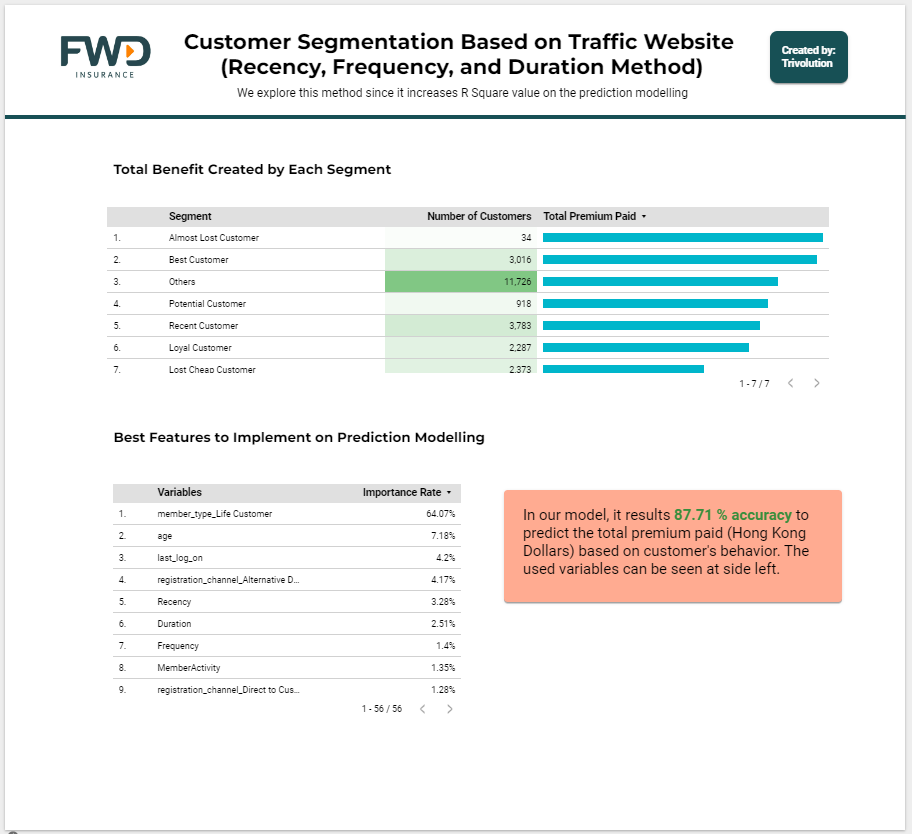 FWD
INSURANCE
Customer Segmentation Based on Traffic Website
(Recency, Frequency, and Duration Method)
We explore this method since it increases R Square value on the prediction modelling
Created by:
Trivolution
Total Benefit Created by Each Segment
Segment Number of Customers Total Premium Paid
1. Almost Lost Customer 34
2. Best Customer 3,016
3. Others 11,726
4. Potential Customer 918
5. Recent Customer 3,783
6. Loyal Customer 2,287
7. Lost Cheap Customer 2,373
1 - 7 / 7
Best Features to Implement on Prediction Modelling
Variables Importance Rate
1. member_type_Life Customer 64.07%
2. age 7.18%
3. last_log_on 4.2%
4. registration_channel_Alternative D... 4.17%
5. Recency 3.28%
6. Duration 2.51%
7. Frequency 1.4%
8. MemberActivity 1.35%
9. registration_channel_Direct to Cus... 1.28%
1 - 56 / 56
In our model, it results 87.71 % accuracy to
predict the total premium paid (Hong Kong
Dollars) based on customer's behavior. The
used variables can be seen at side left.